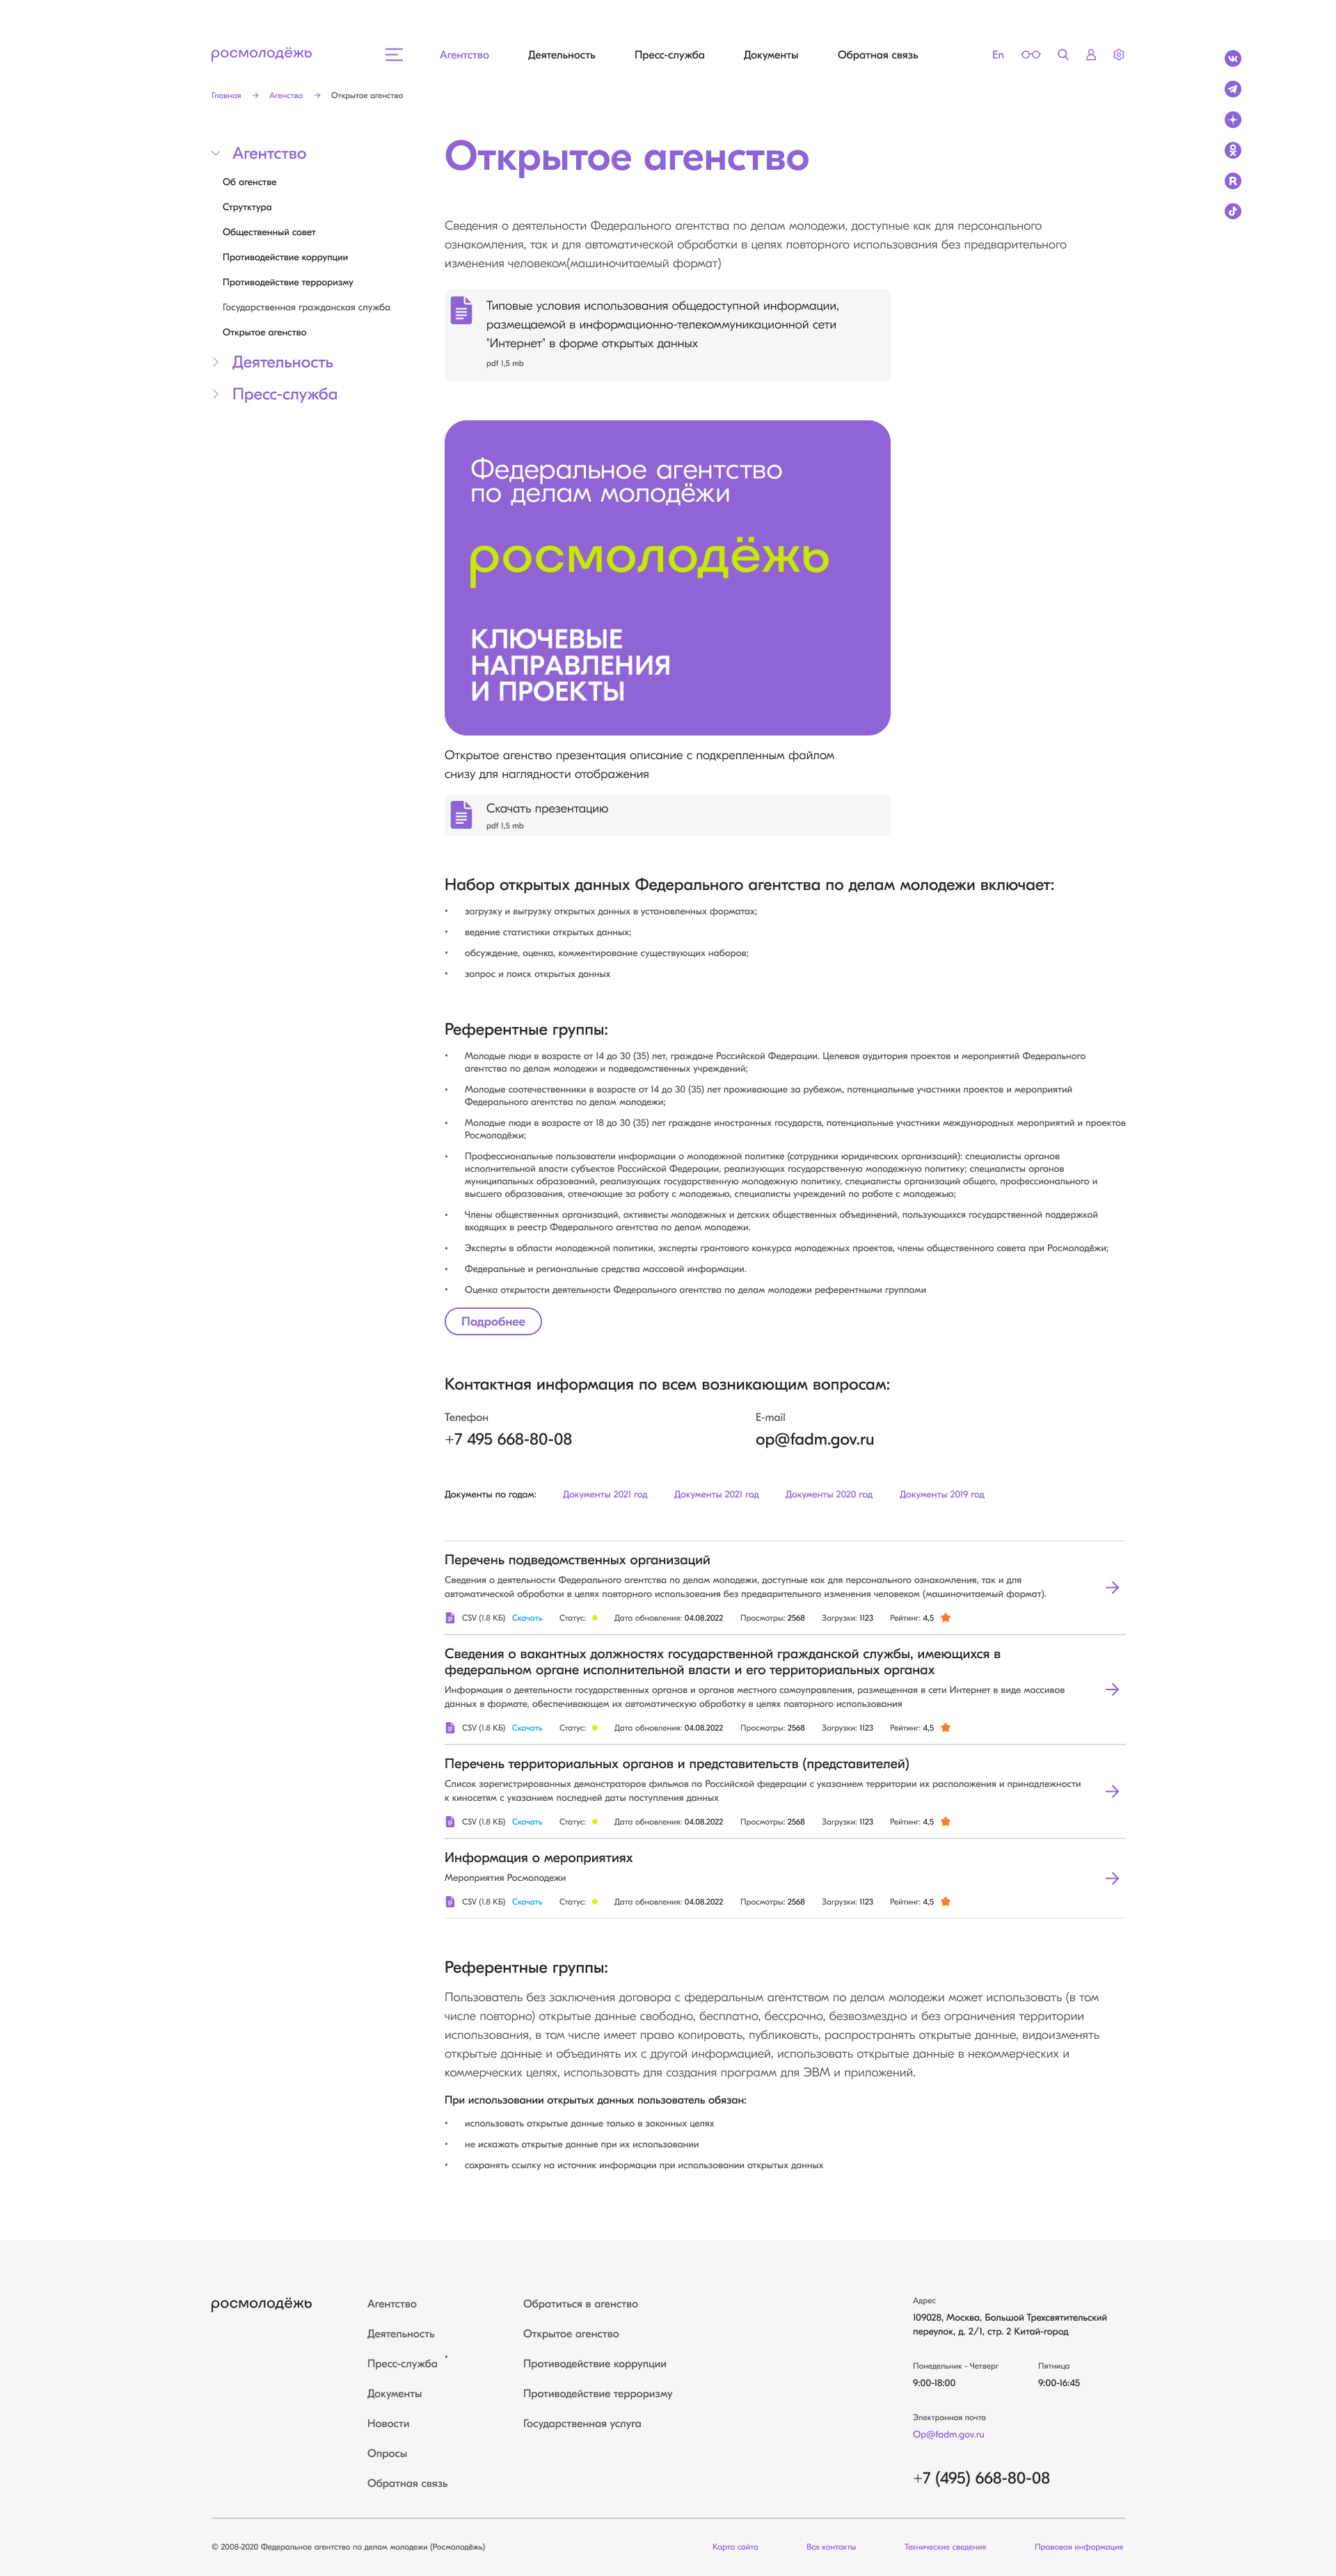 росмолодёжь
Агентство
Деятельность
Пресс-служба
Документы
Обратная связь
En
Главная
Агенство
Открытое агенство
Агентство
Об агенстве
Струтктура
Общественный совет
Противодействие коррупции
Противодействие терроризму
Государственная гражданская служба
Открытое агенство
Деятельность
Пресс-служба
Открытое агенство
Сведения о деятельности Федерального агентства по делам молодежи, доступные как для персонального
ознакомления, так и для автоматической обработки в целях повторного использования без предварительного
изменения человеком(машиночитаемый формат)
Типовые условия использования общедоступной информации,
размещаемой в информационно-телекоммуникационной сети
"Интернет" в форме открытых данных
pdf 1,5 mb
Федеральное агентство
по делам молодёжи
росмолодёжь
КЛЮЧЕВЫЕ
НАПРАВЛЕНИЯ
И ПРОЕКТЫ
Открытое агенство презентация описание с подкрепленным файлом
снизу для наглядности отображения
Скачать презентацию
pdf 1,5 mb
Набор открытых данных Федерального агентства по делам молодежи включает:
• загрузку и выгрузку открытых данных в установленных форматах;
• ведение статистики открытых данных;
• обсуждение, оценка, комментирование существующих наборов;
• запрос и поиск открытых данных
Референтные группы:
• Молодые люди в возрасте от 14 до 30 (35) лет, граждане Российской Федерации. Целевая аудитория проектов и мероприятий Федерального
агентства по делам молодежи и подведомственных учреждений;
• Молодые соотечественники в возрасте от 14 до 30 (35) лет проживающие за рубежом, потенциальные участники проектов и мероприятий
Федерального агентства по делам молодежи;
• Молодые люди в возрасте от 18 до 30 (35) лет граждане иностранных государств, потенциальные участники международных мероприятий и проектов
Росмолодёжи;
• Профессиональные пользователи информации о молодежной политике (сотрудники юридических организаций): специалисты органов
исполнительной власти субъектов Российской Федерации, реализующих государственную молодежную политику; специалисты органов
муниципальных образований, реализующих государственную молодежную политику, специалисты организаций общего, профессионального и
высшего образования, отвечающие за работу с молодежью, специалисты учреждений по работе с молодежью;
• Члены общественных организаций, активисты молодежных и детских общественных объединений, пользующихся государственной поддержкой
входящих в реестр Федерального агентства по делам молодежи.
• Эксперты в области молодежной политики, эксперты грантового конкурса молодежных проектов, члены общественного совета при Росмолодёжи;
• Федеральные и региональные средства массовой информации.
• Оценка открытости деятельности Федерального агентства по делам молодежи референтными группами
Подробнее
Контактная информация по всем возникающим вопросам:
Телефон
+7 495 668-80-08
E-mail
op@fadm.gov.ru
Документы по годам: Документы 2021 год Документы 2021 год Документы 2020 год Документы 2019 год
Перечень подведомственных организаций
Сведения о деятельности Федерального агентства по делам молодежи, доступные как для персонального ознакомления, так и для
автоматической обработки в целях повторного использования без предварительного изменения человеком (машиночитаемый формат).
CSV (1.8 КБ) Скачать Статус: Дата обновления: 04.08.2022 Просмотры: 2568 Загрузки: 1123 Рейтинг: 4,5
Сведения о вакантных должностях государственной гражданской службы, имеющихся в
федеральном органе исполнительной власти и его территориальных органах
Информация о деятельности государственных органов и органов местного самоуправления, размещенная в сети Интернет в виде массивов
данных в формате, обеспечивающем их автоматическую обработку в целях повторного использования
CSV (1.8 КБ) Скачать Статус: Дата обновления: 04.08.2022 Просмотры: 2568 Загрузки: 1123 Рейтинг: 4,5
Перечень территориальных органов и представительств (представителей)
Список зарегистрированных демонстраторов фильмов по Российской федерации с указанием территории их расположения и принадлежности
к киносетям с указанием последней даты поступления данных
CSV (1.8 КБ) Скачать Статус: Дата обновления: 04.08.2022 Просмотры: 2568 Загрузки: 1123 Рейтинг: 4,5
Информация о мероприятиях
Мероприятия Росмолодежи
CSV (1.8 КБ) Скачать Статус: Дата обновления: 04.08.2022 Просмотры: 2568 Загрузки: 1123 Рейтинг: 4,5
Референтные группы:
Пользователь без заключения договора с федеральным агентством по делам молодежи может использовать (в том
числе повторно) открытые данные свободно, бесплатно, бессрочно, безвозмездно и без ограничения территории
использования, в том числе имеет право копировать, публиковать, распространять открытые данные, видоизменять
открытые данные и объединять их с другой информацией, использовать открытые данные в некоммерческих и
коммерческих целях, использовать для создания программ для ЭВМ и приложений.
При использовании открытых данных пользователь обязан:
• использовать открытые данные только в законных целях
• не искажать открытые данные при их использовании
• сохранять ссылку на источник информации при использовании открытых данных
росмолодёжь
Агентство
Деятельность
Пресс-служба
Документы
Новости
Опросы
Обратная связь
Обратиться в агенство
Открытое агенство
Противодействие коррупции
Противодействие терроризму
Государственная услуга
Адрес
109028, Москва, Большой Трехсвятительский
переулок, д. 2/1, стр. 2 Китай-город
Понедельник - Четверг
9:00-18:00
Пятница
9:00-16:45
Электронная почта
Op@fadm.gov.ru
+7 (495) 668-80-08
© 2008-2020 Федеральное агентство по делам молодежи (Росмолодёжь)
Карта сайта
Все контакты
Технические сведения
Правовоя информация